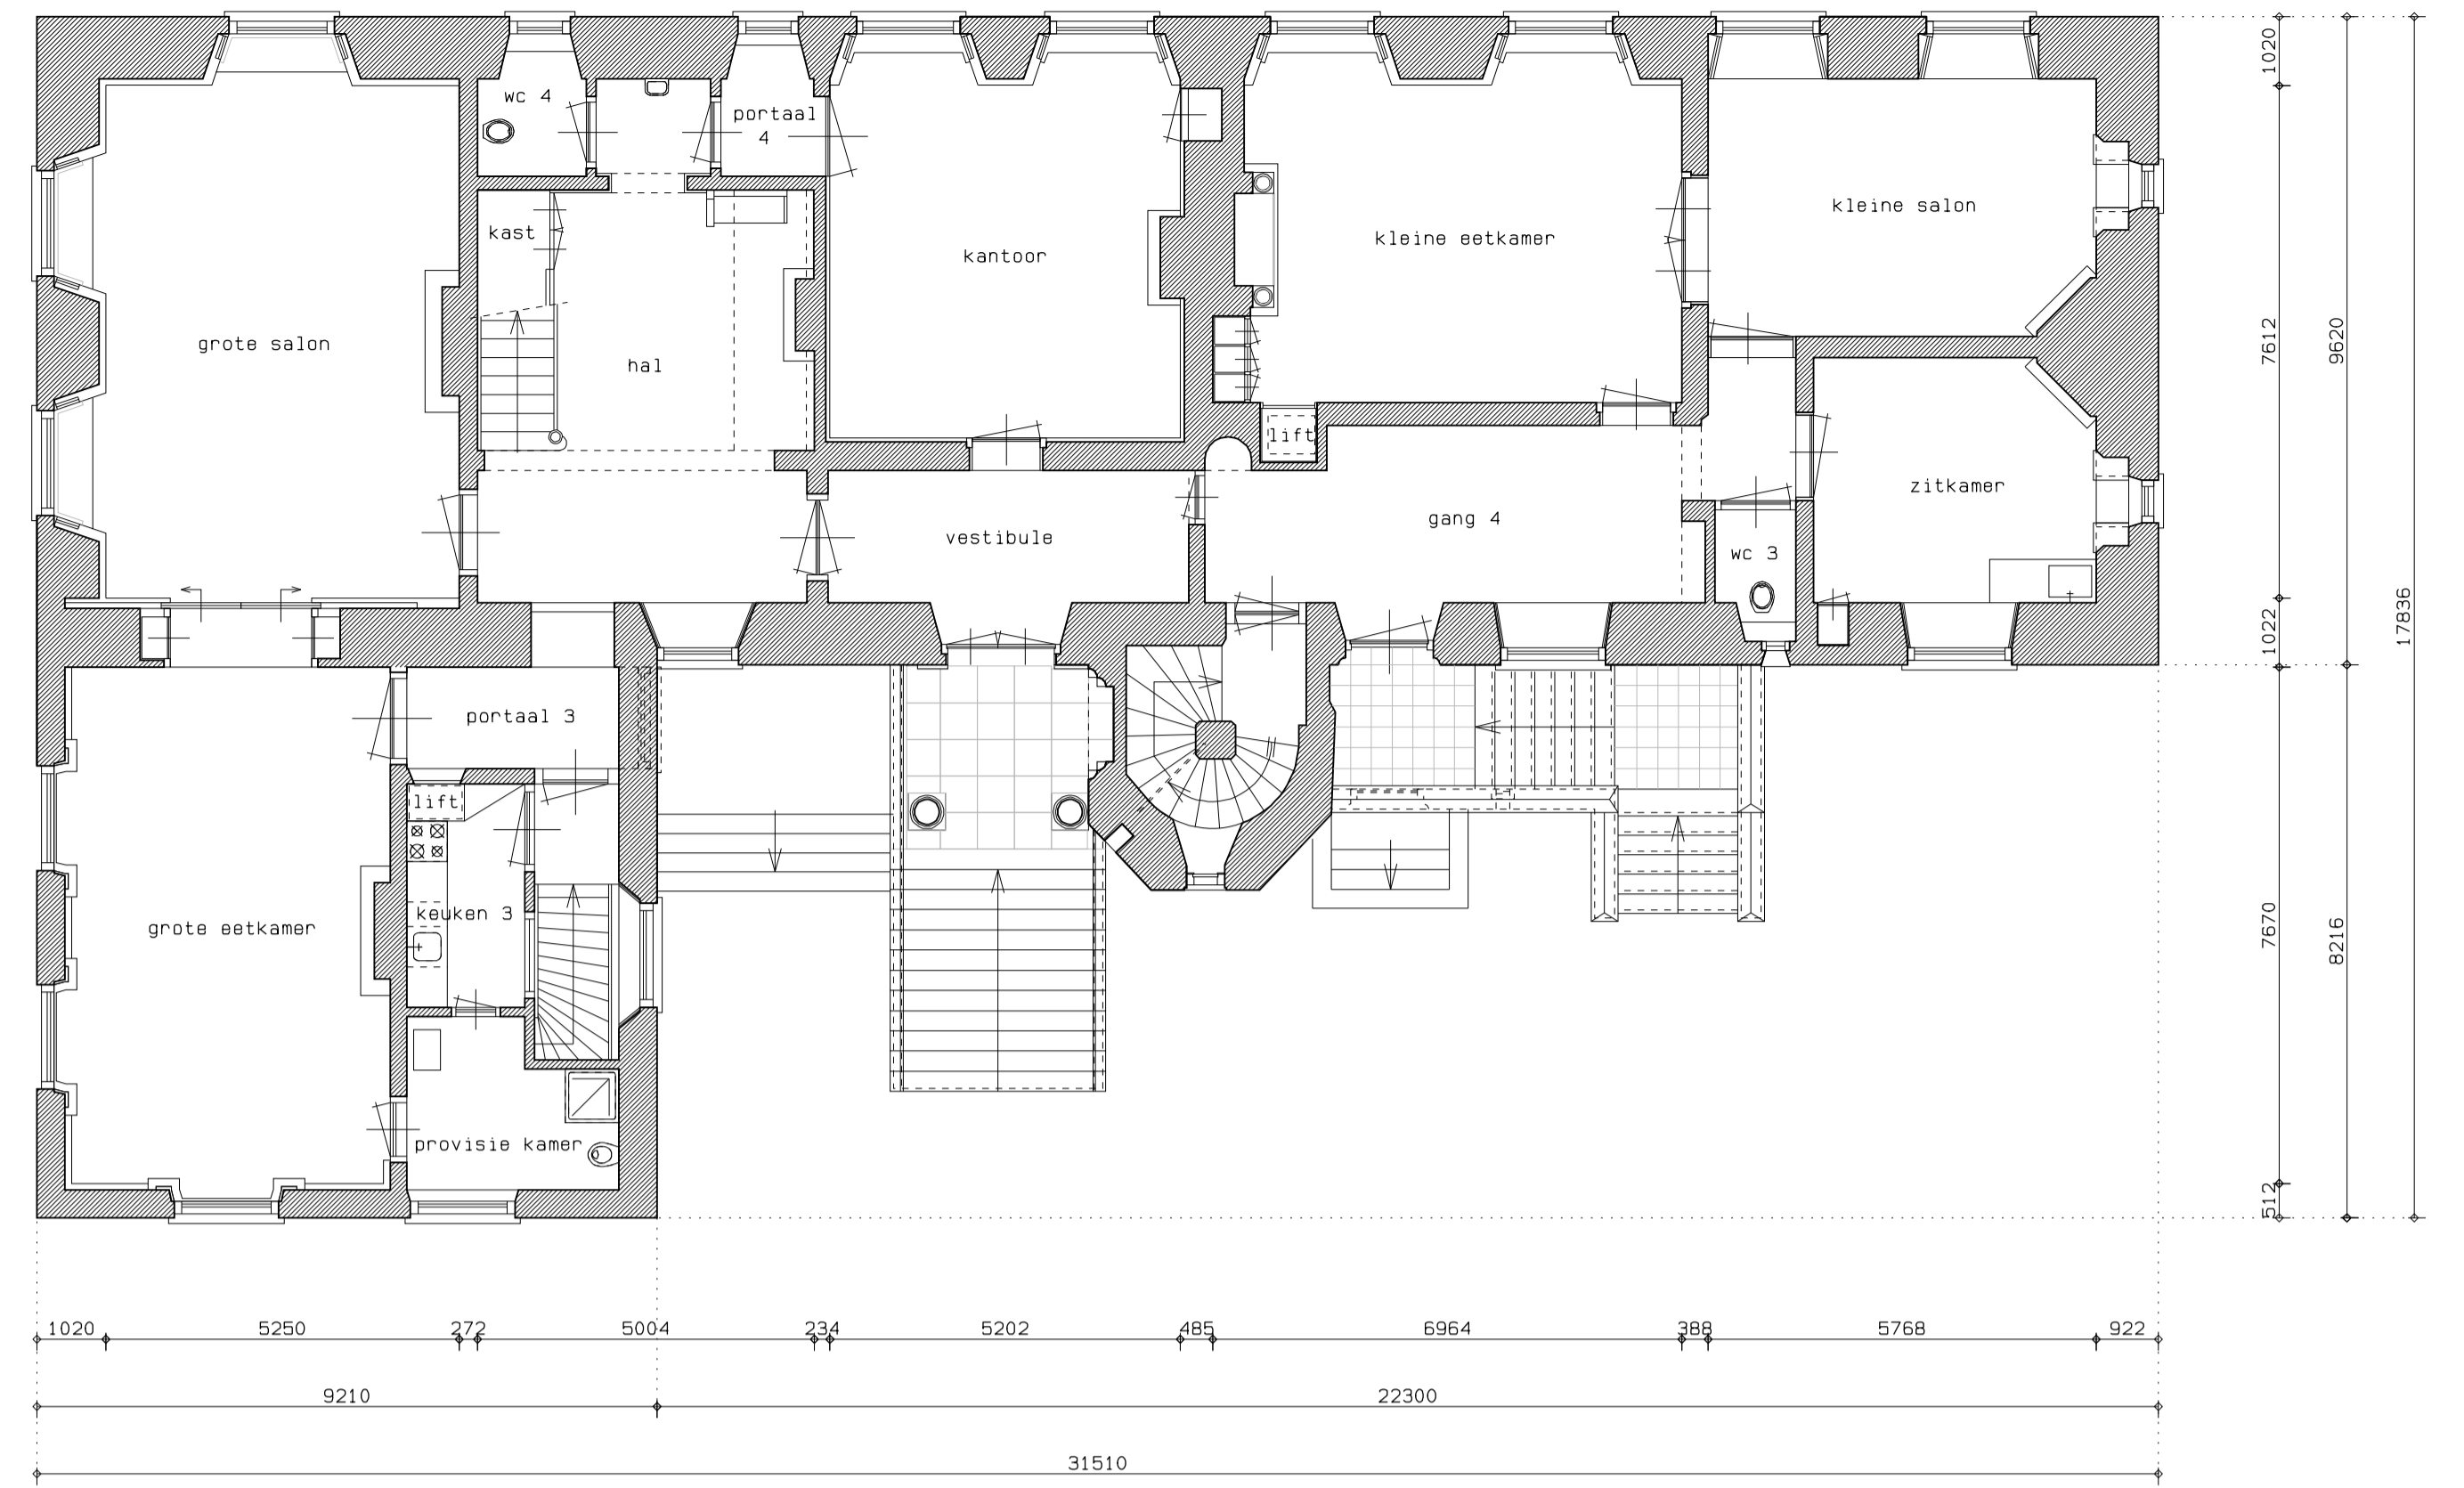 wc 4
portaal
4
kast
kantoor
kleine eetkamer
kleine salon
grote salon
hal
lift
zitkamer
gang 4
vestibule
wc 3
portaal 3
lift
keuken 3
grote eetkamer
provisie kamer
1020
7612
9620
1022
17836
7670
8216
512
1020
5250
272
5004
234
5202
485
6964
388
5768
922
9210
22300
31510